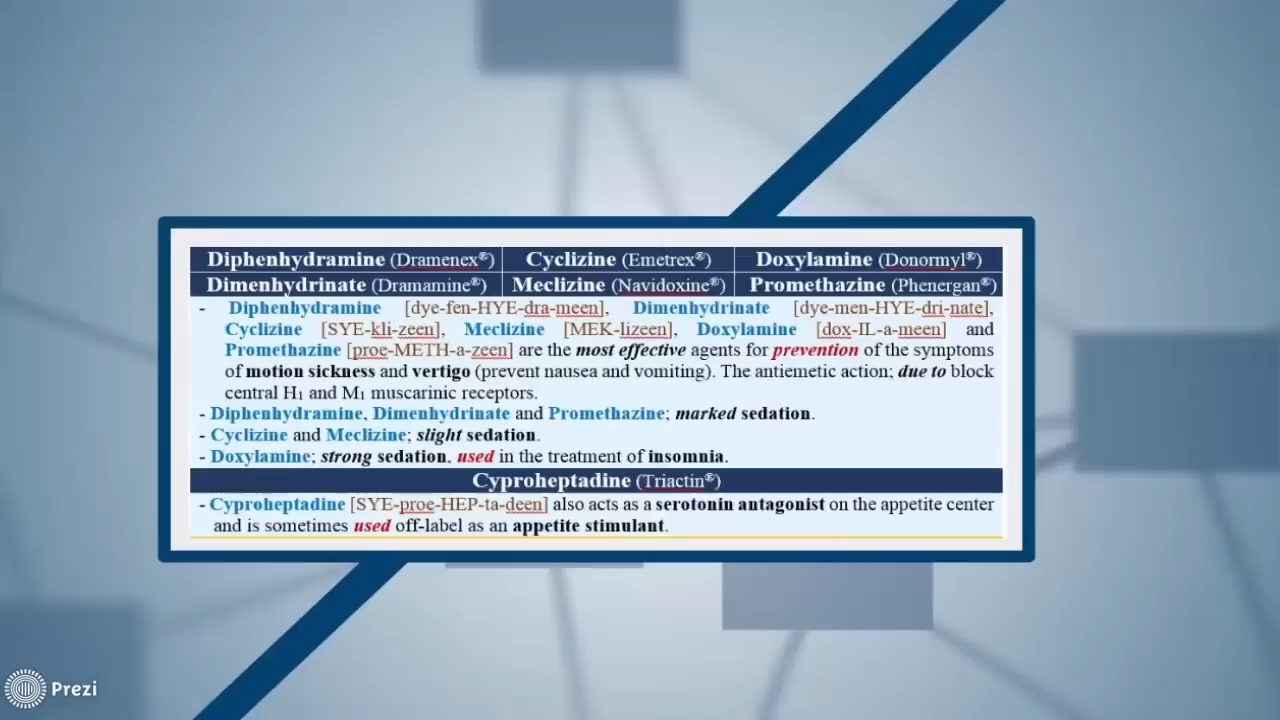 Diphenhydramine (Dramenex®) Cyclizine (Emetrex®) Doxylamine (Donormyl®)
Dimenhydrinate (Dramamine®) Meclizine (Navidoxine®) Promethazine (Phenergan®)
- Diphenhydramine [dye-fen-HYE-dra-meen], Dimenhydrinate [dye-men-HYE-dri-nate],
Cyclizine [SYE-kli-zeen], Meclizine [MEK-lizeen], Doxylamine [dox-IL-a-meen] and
Promethazine [proe-METH-a-zeen] are the most effective agents for prevention of the symptoms
of motion sickness and vertigo (prevent nausea and vomiting). The antiemetic action; due to block
central H₁ and M₁ muscarinic receptors.
- Diphenhydramine, Dimenhydrinate and Promethazine; marked sedation.
- Cyclizine and Meclizine; slight sedation.
- Doxylamine; strong sedation, used in the treatment of insomnia.
Cyproheptadine (Triactin®)
- Cyproheptadine [SYE-proe-HEP-ta-deen] also acts as a serotonin antagonist on the appetite center
and is sometimes used off-label as an appetite stimulant.
Prezi